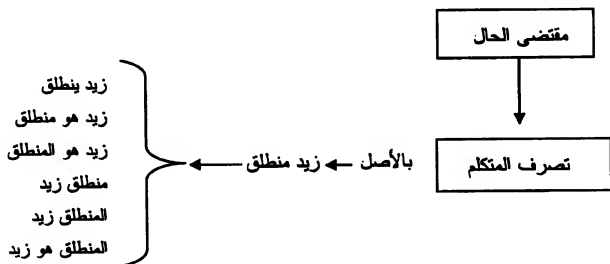 مقتضى الحال
تصرف المتكلم
بالأصل
زيد منطلق
زيد ينطلق
زيد هو منطلق
زيد هو المنطلق
منطلق زيد
المنطلق زيد
المنطلق هو زيد